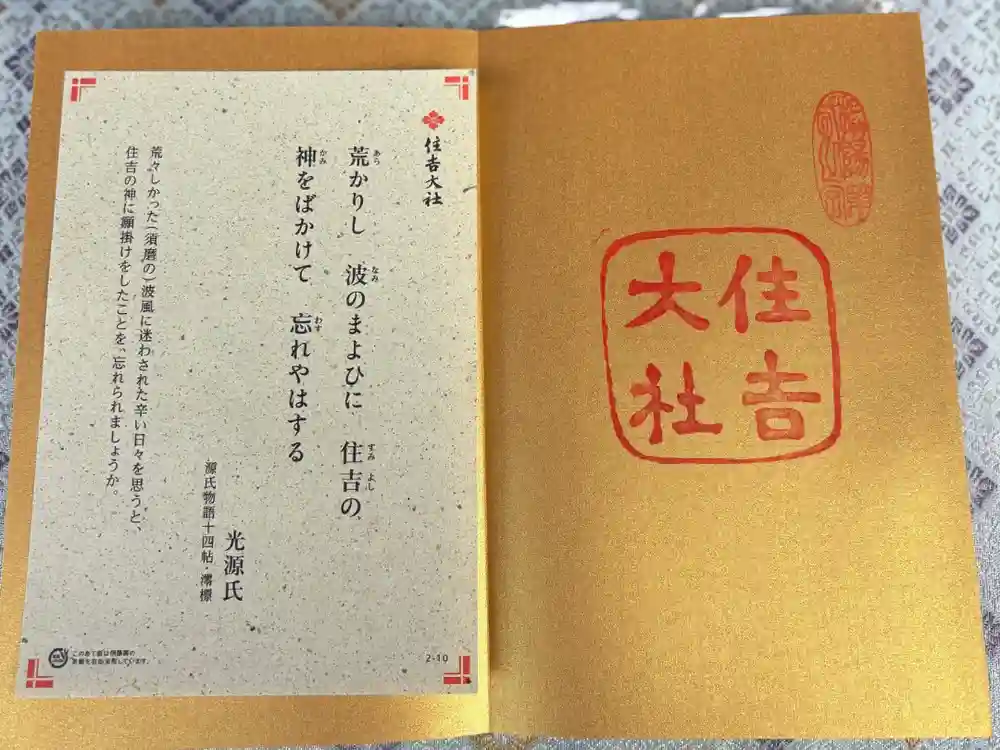 住吉
大社
住吉大社
荒かりし 波のまよひに 住吉の
神をばかけて 忘れやはする
光源氏
源氏物語十四帖・澪標
荒々しかった(須磨の)波風に迷わされた辛い日々を思うと、
住吉の神に願掛けをしたことを、忘れられましょうか。
2-10